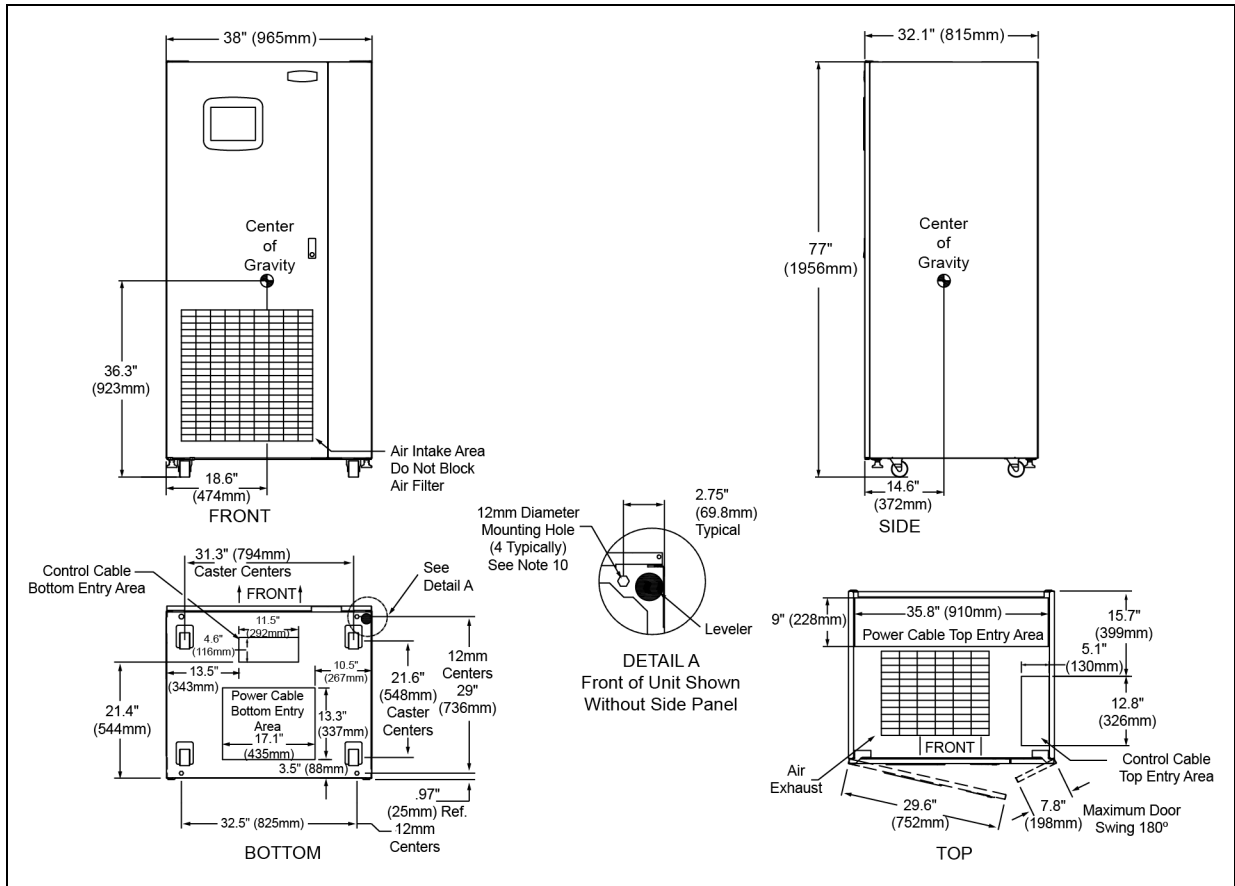 38" (965mm)
Center
of
Gravity
36.3"
(923mm)
18.6"
(474mm)
Air Intake Area
Do Not Block
Air Filter
FRONT
32.1" (815mm)
77"
(1956mm)
Center
of
Gravity
14.6"
(372mm)
SIDE
31.3" (794mm)
Caster Centers
Control Cable
Bottom Entry Area
FRONT
See
Detail A
11.5"
(292mm)
4.6"
(116mm)
13.5"
(343mm)
10.5"
(267mm)
21.4"
(544mm)
Power Cable
Bottom Entry
Area
17.1"
(435mm)
13.3"
(337mm)
3.5" (88mm)
21.6"
(548mm)
Caster
Centers
12mm
Centers
29"
(736mm)
.97"
(25mm) Ref.
32.5" (825mm)
12mm
Centers
BOTTOM
12mm Diameter
Mounting Hole
(4 Typically)
See Note 10
2.75"
(69.8mm)
Typical
Leveler
DETAIL A
Front of Unit Shown
Without Side Panel
9" (228mm)
35.8" (910mm)
Power Cable Top Entry Area
15.7"
(399mm)
5.1"
(130mm)
12.8"
(326mm)
FRONT
Air
Exhaust
Control Cable
Top Entry Area
29.6"
(752mm)
7.8"
(198mm)
Maximum Door
Swing 180º
TOP